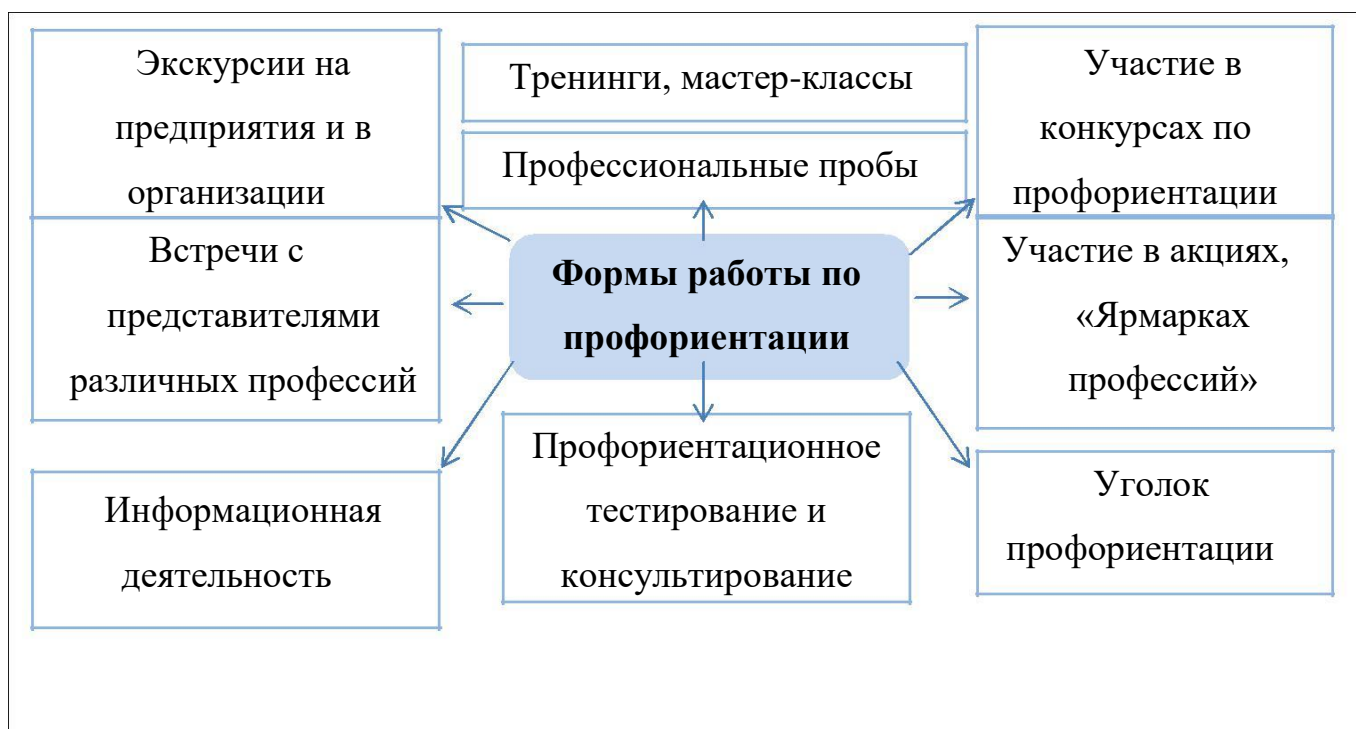 Экскурсии на
предприятия и в
организации
Тренинги, мастер-классы
Профессиональные пробы
Участие в
конкурсах по
профориентации
Встречи с
представителями
различных профессий
Формы работы по
профориентации
Участие в акциях,
«Ярмарках
профессий»
Информационная
деятельность
Профориентационное
тестирование и
консультирование
Уголок
профориентации